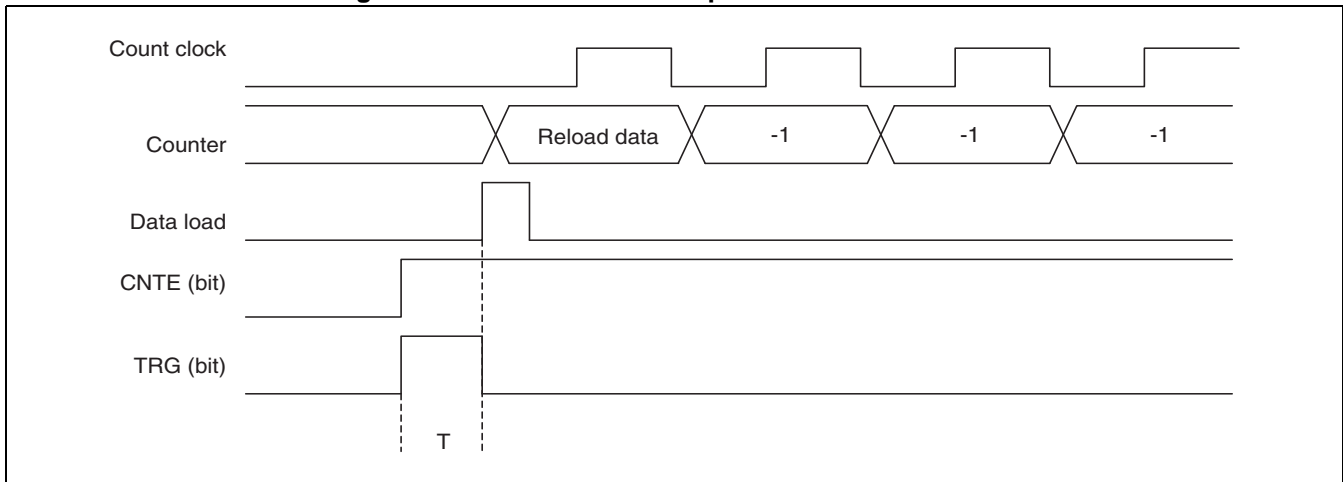 Count clock
Counter
Reload data
-1
-1
-1
Data load
CNTE (bit)
TRG (bit)
T